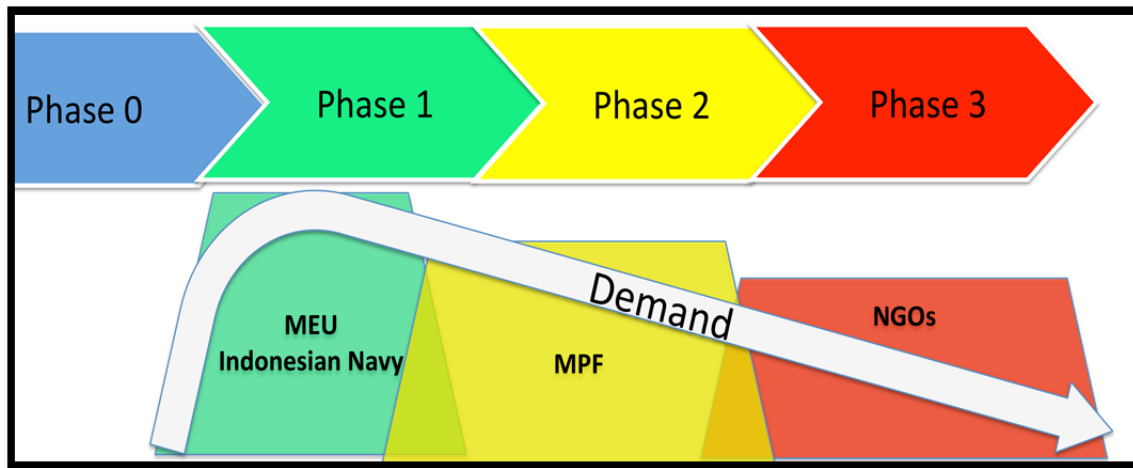 Phase 0
Phase 1
Phase 2
Phase 3
Demand
MEU
Indonesian Navy
MPF
NGOs